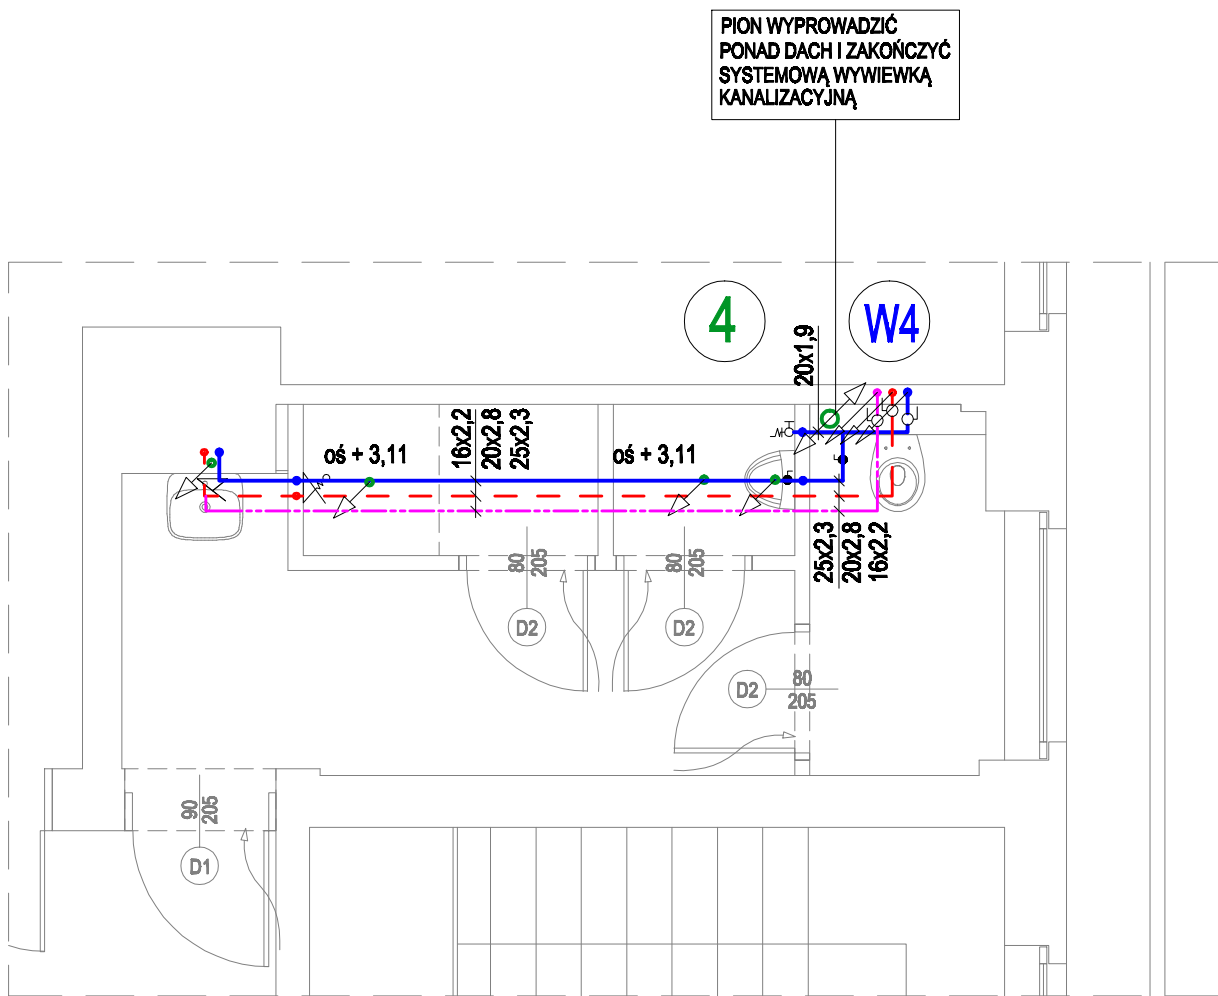 PION WYPROWADZIĆ
PONAD DACH I ZAKOŃCZYĆ
SYSTEMOWĄ WYWIEWKĄ
KANALIZACYJNĄ
4
W4
20x1,9
oś + 3,11
16x2,2
20x2,8
25x2,3
oś + 3,11
25x2,3
20x2,8
16x2,2
80
205
80
205
D2
D2
D2
80
205
90
205
D1